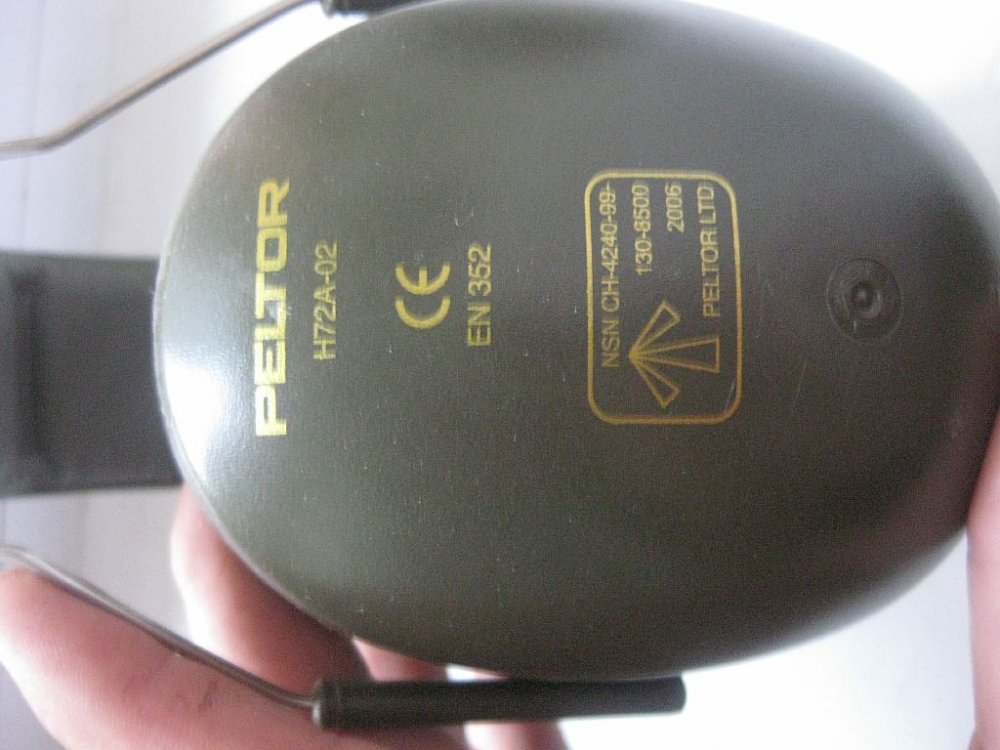 PELTOR
H72A-02
CE
EN 352
NSN CH-4240-99-
130-8500
2006
PELTOR LTD